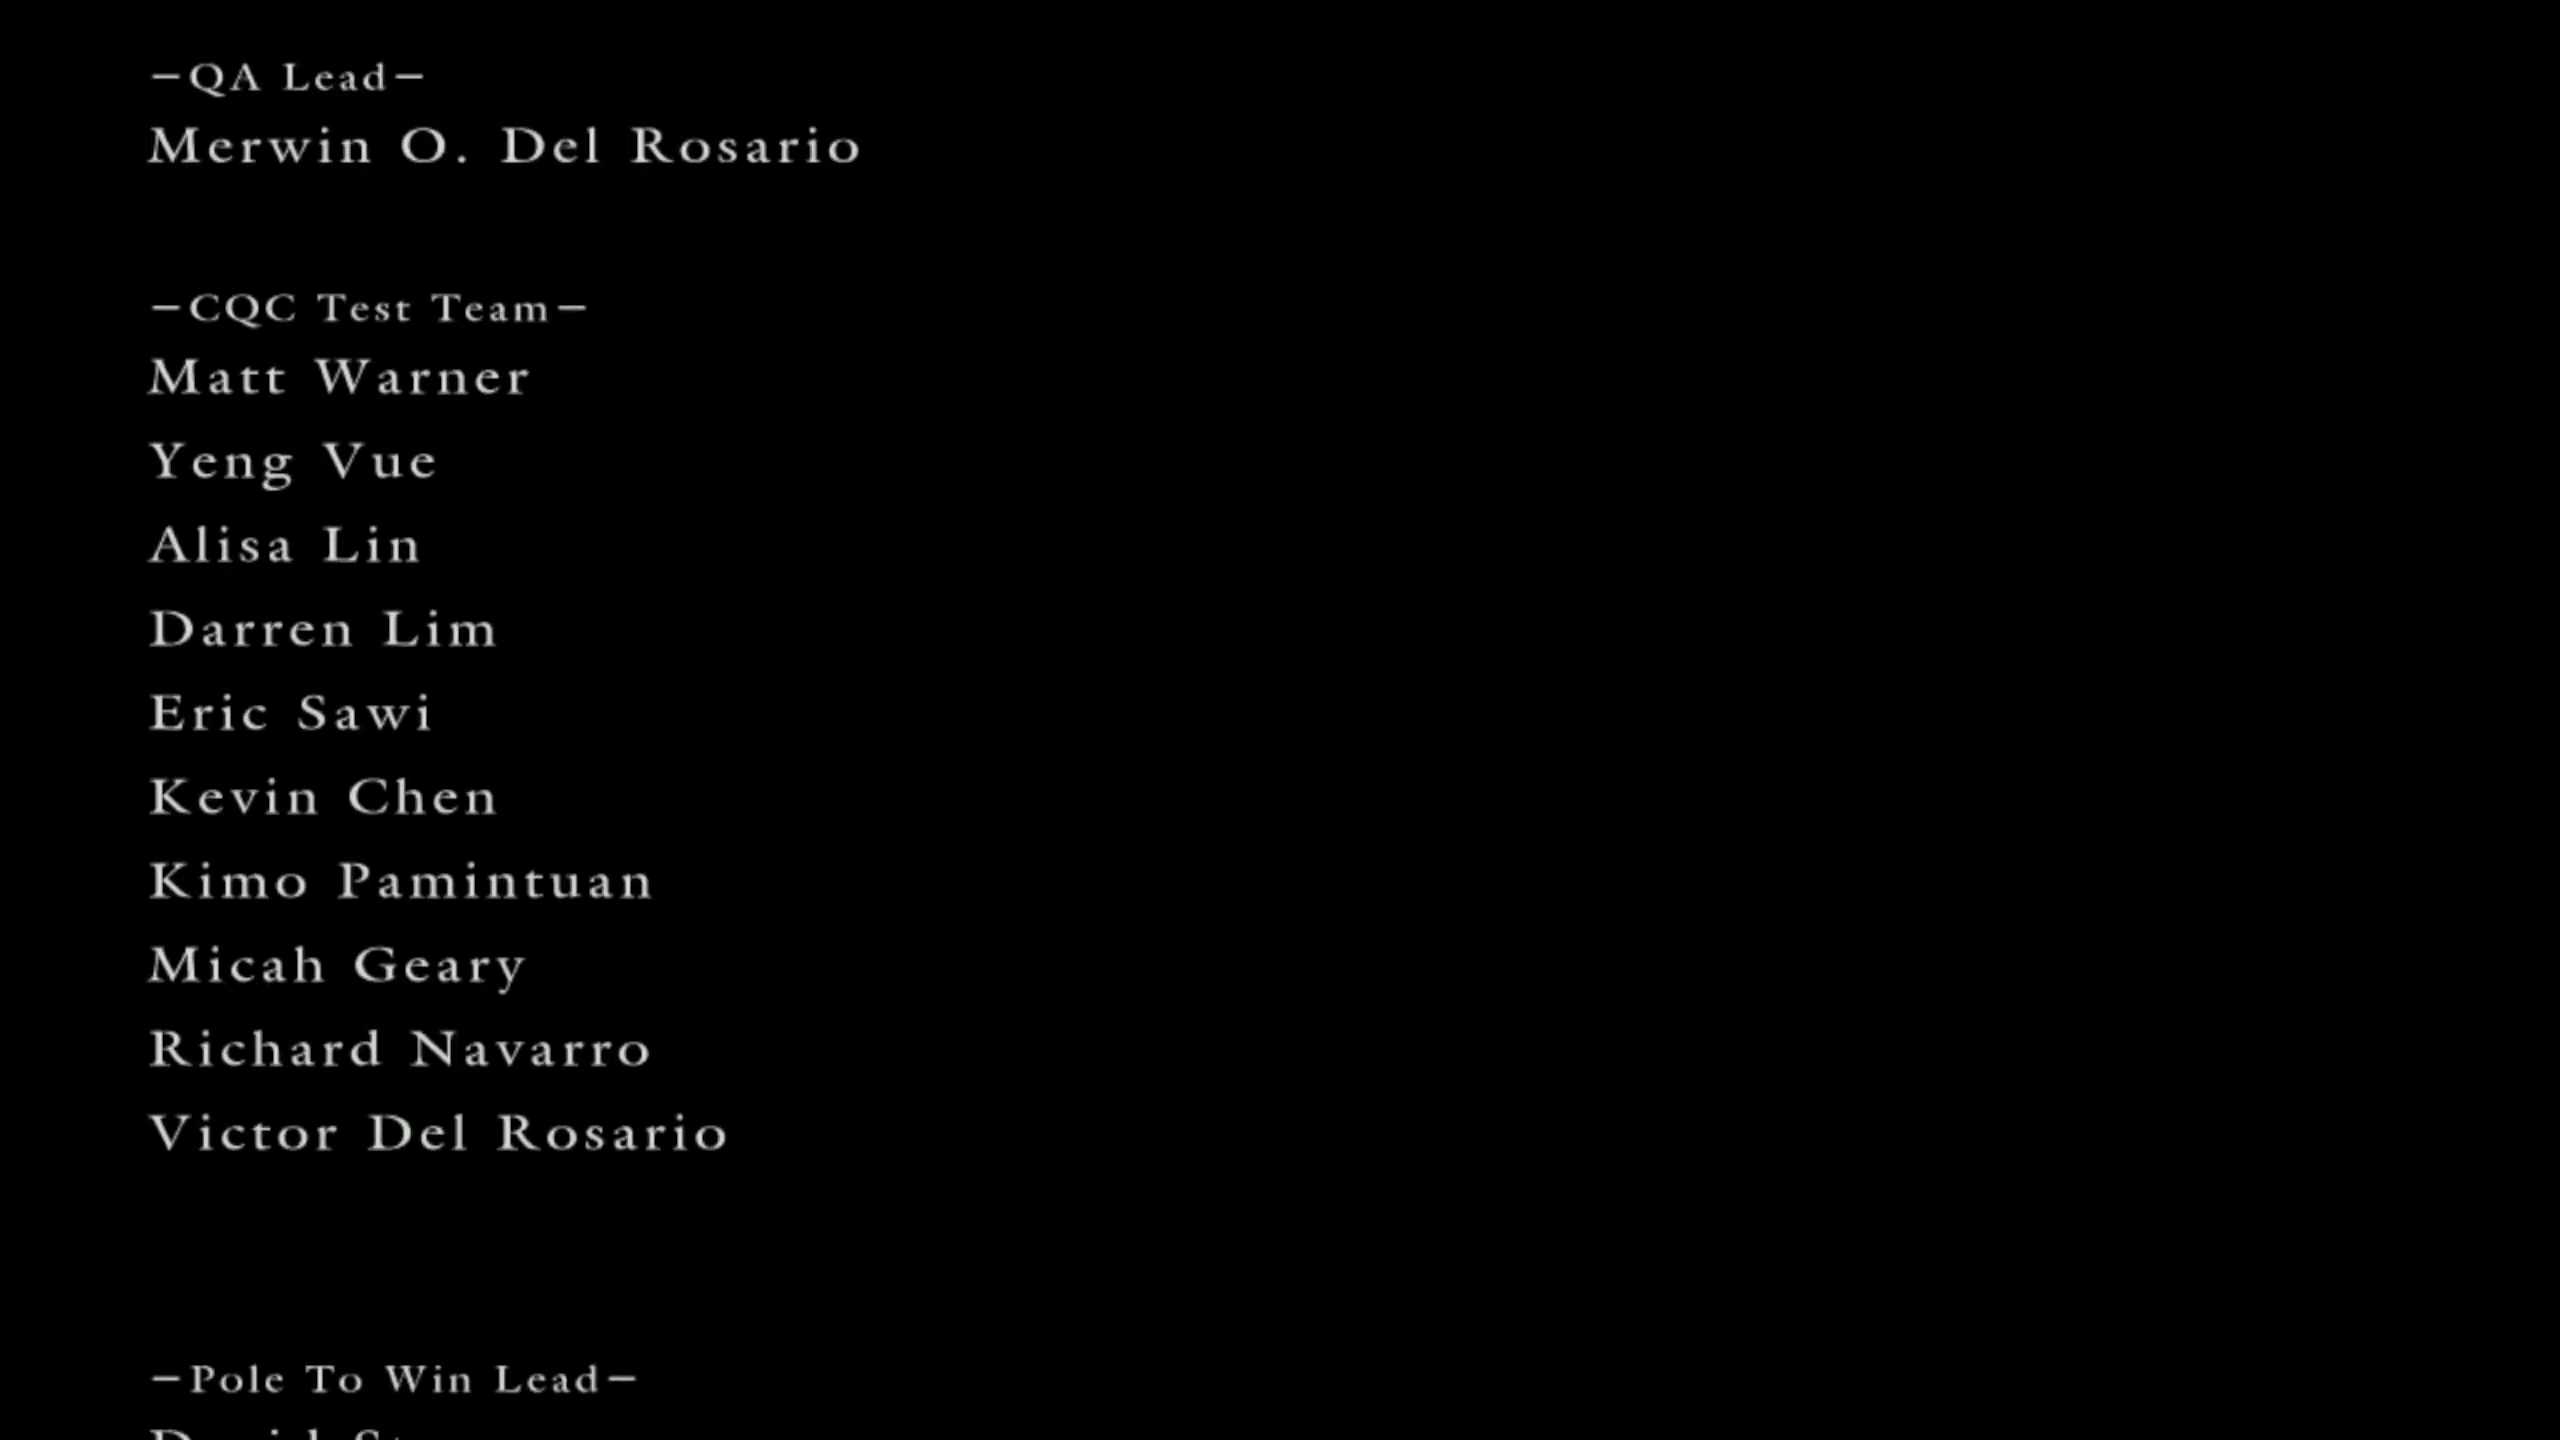 —QA Lead—
Merwin O. Del Rosario
—CQC Test Team—
Matt Warner
Yeng Vue
Alisa Lin
Darren Lim
Eric Sawi
Kevin Chen
Kimo Pamintuan
Micah Geary
Richard Navarro
Victor Del Rosario
—Pole To Win Lead—
David